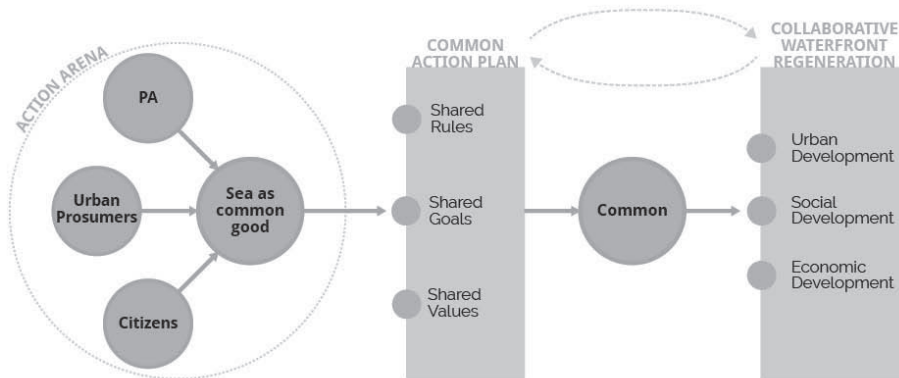 ACTION ARENA
PA
Urban
Prosumers
Citizens
Sea as
common
good
COMMON
ACTION PLAN
Shared
Rules
Shared
Goals
Shared
Values
Common
COLLABORATIVE
WATERFRONT
REGENERATION
Urban
Development
Social
Development
Economic
Development